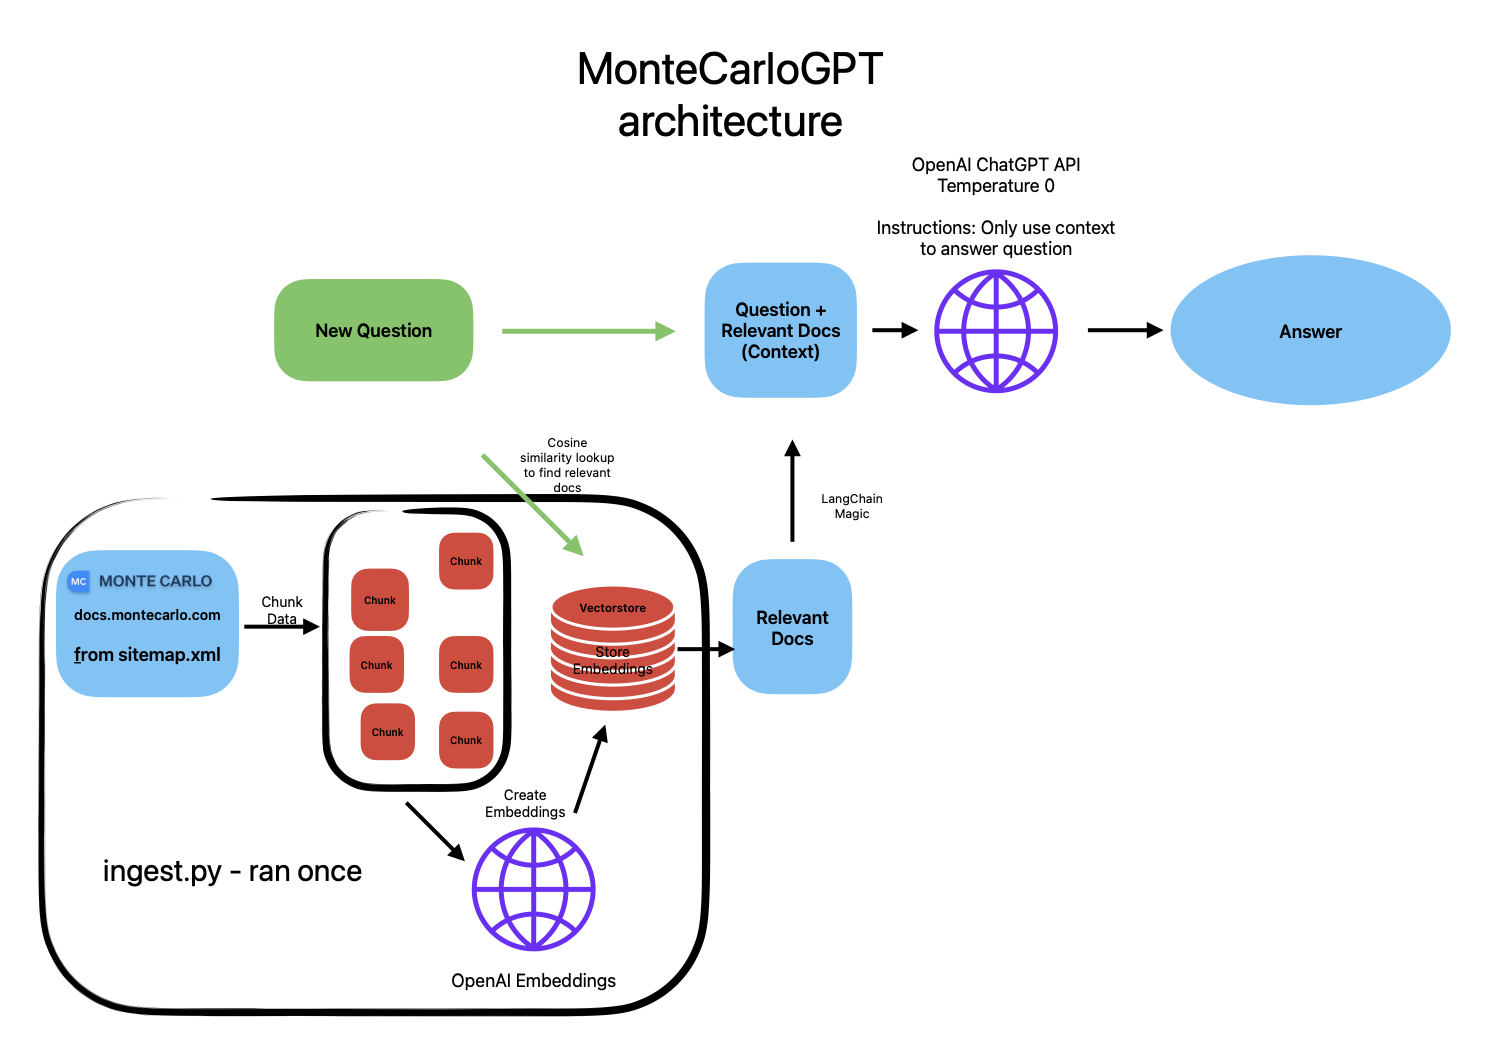 MonteCarloGPT
architecture
OpenAI ChatGPT API
Temperature 0
Instructions: Only use context
to answer question
New Question
Question +
Relevant Docs
(Context)
Answer
Cosine
similarity lookup
to find relevant
docs
LangChain
Magic
MC MONTE CARLO
docs.montecarlo.com
from sitemap.xml
Chunk
Data
Chunk
Chunk
Chunk
Chunk
Chunk
Chunk
Vectorstore
Store
Embeddings
Relevant
Docs
Create
Embeddings
ingest.py - ran once
OpenAI Embeddings